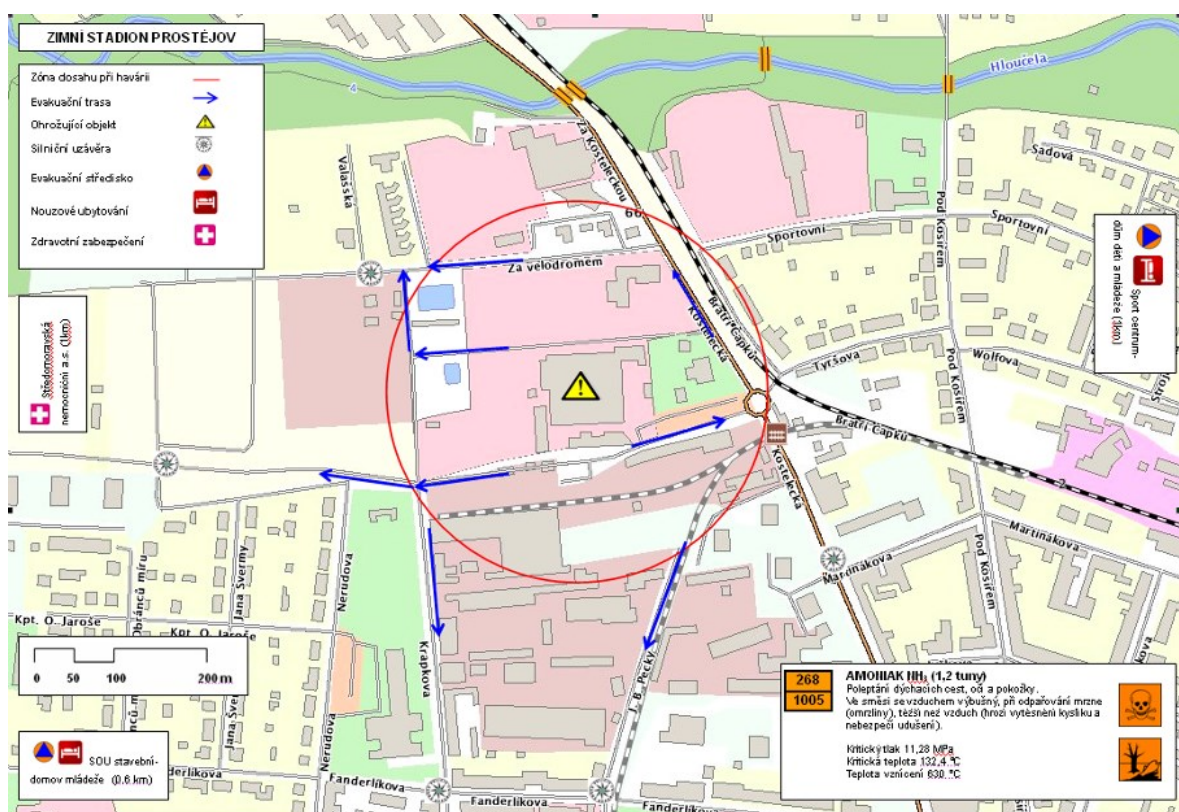 ZIMNÍ STADION PROSTĚJOV
Zóna dosahu při havárii
Evakuační trasa
Ohrožující objekt
Silniční uzávěra
Evakuační středisko
Nouzové ubytování
Zdravotní zabezpečení
Hloučela
4
Za Kosteleckou
Valašská
66
Sadová
Sportovní
Sportovní
Pod Kosířem
Za velodromem
Bratří Čapků
Kostelecká
Tyršova
Wolfova
Stroj
Pod Kosířem
Sport centrum-
dům dětí a mládeže (1km)
Středomoravská
nemocniční a.s. (1km)
Bratří Čapků
Kostelecká
2
Martinákova
Martinákova
Pod Kosířem
Nerudova
Jana Švermy
Obránců míru
Kpt. O. Jaroše
Kpt. O. Jaroše
Krapkova
J. B. Pecky
Nerudova
0 50 100 200 m
SOU stavební-
domov mládeže (0,6 km)
Fanderlíkova
Fanderlíkova
Fanderlíkova
268
1005
AMONIAK NH₃ (1,2 tuny)
Poleptání dýchacích cest, očí a pokožky.
Ve směsi se vzduchem výbušný, při odpařování mrzne
(omrzliny), těžší než vzduch (hrozí vytěsnění kyslíku a
nebezpečí udušení).
Kritický tlak 11,28 MPa
Kritická teplota 132,4 °C
Teplota vznícení 630 °C